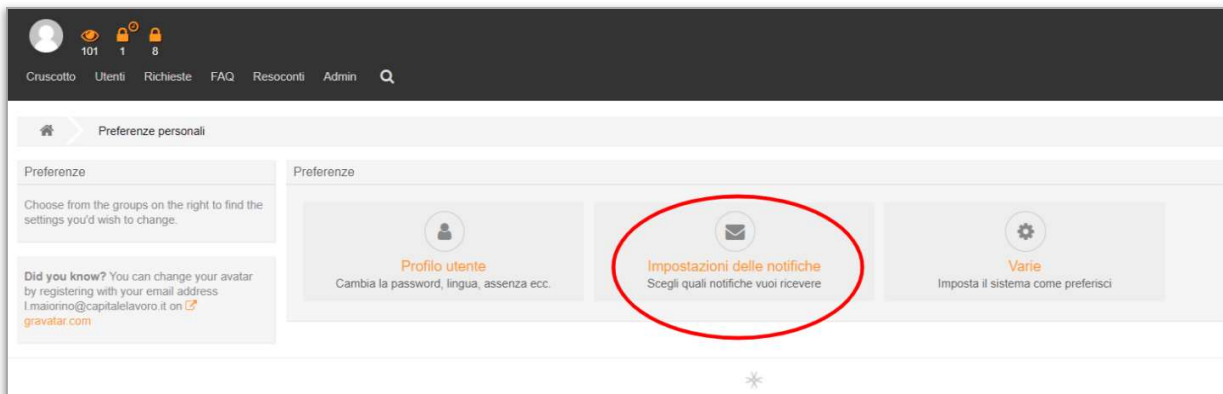 101 1 8
Cruscotto Utenti Richieste FAQ Resoconti Admin
Preferenze personali
Preferenze
Choose from the groups on the right to find the
settings you'd wish to change.
Did you know? You can change your avatar
by registering with your email address
l.maiorino@capitalelavoro.it on
gravatar.com
Preferenze
Profilo utente
Cambia la password, lingua, assenza ecc.
Impostazioni delle notifiche
Scegli quali notifiche vuoi ricevere
Varie
Imposta il sistema come preferisci